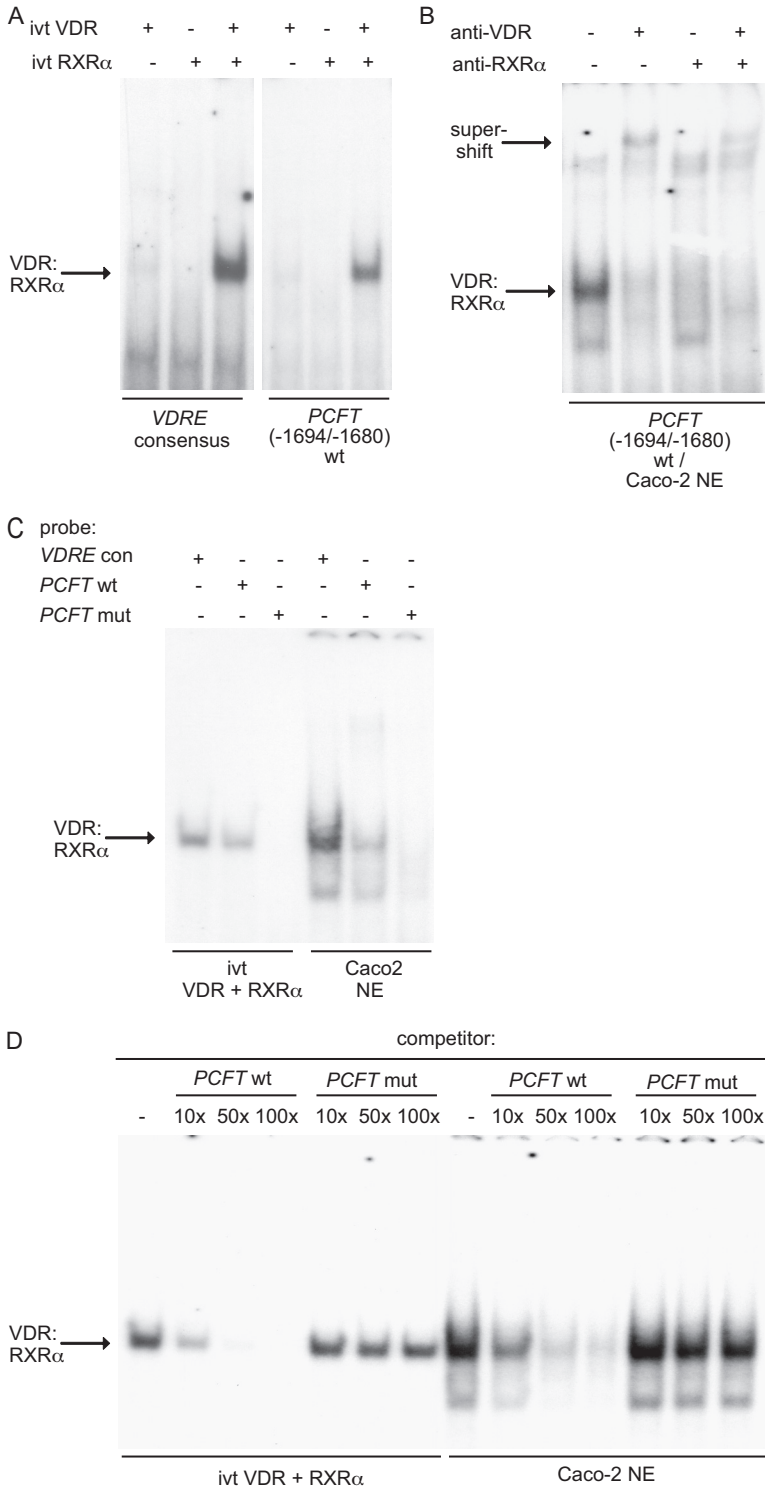 A
ivt VDR + - + + - +
ivt RXRα - + + - + +
VDR:
RXRα
VDRE
consensus
PCFT
(-1694/-1680)
wt
B
anti-VDR - + - +
anti-RXRα - - + +
super-
shift
VDR:
RXRα
PCFT
(-1694/-1680)
wt /
Caco-2 NE
C
probe:
VDRE con + - - + - -
PCFT wt - + - - + -
PCFT mut - - + - - +
VDR:
RXRα
ivt
VDR + RXRα
Caco2
NE
D
competitor:
PCFT wt PCFT mut PCFT wt PCFT mut
- 10x 50x 100x 10x 50x 100x - 10x 50x 100x 10x 50x 100x
VDR:
RXRα
ivt VDR + RXRα
Caco-2 NE